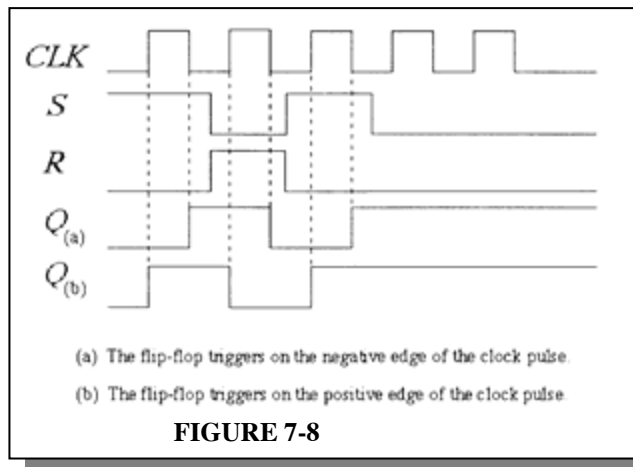 CLK
S
R
Q(a)
Q(b)
(a) The flip-flop triggers on the negative edge of the clock pulse.
(b) The flip-flop triggers on the positive edge of the clock pulse.
FIGURE 7-8